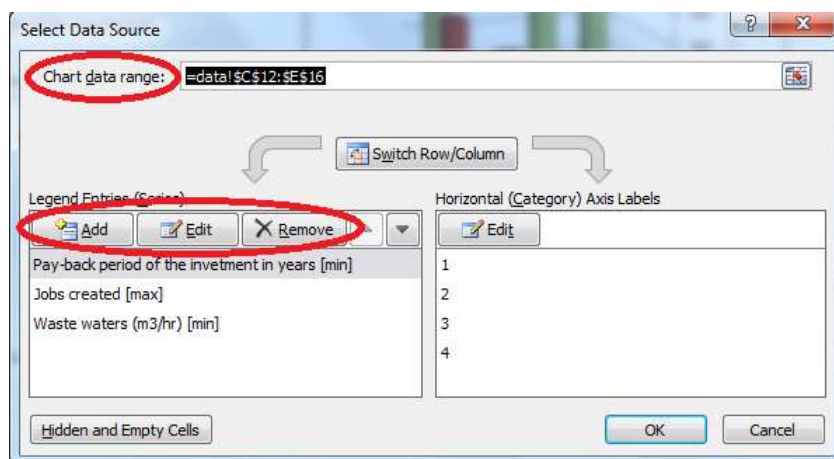 Select Data Source
Chart data range: =data!$C$12:$E$16
Switch Row/Column
Legend Entries (Series)
Horizontal (Category) Axis Labels
Add Edit Remove
Edit
Pay-back period of the invetment in years [min]
1
Jobs created [max]
2
Waste waters (m3/hr) [min]
3
4
Hidden and Empty Cells
OK
Cancel